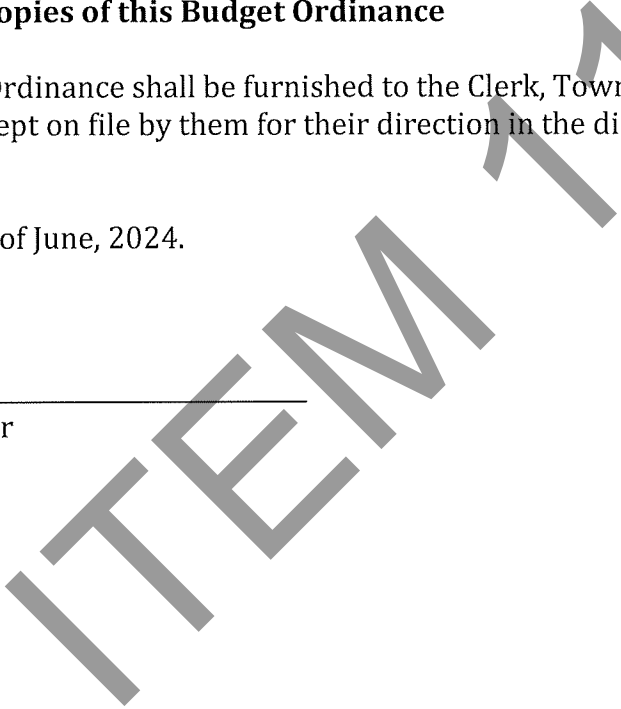 opies of this Budget Ordinance
rdinance shall be furnished to the Clerk, Town
ept on file by them for their direction in the di
of June, 2024.
r
ITEM 11